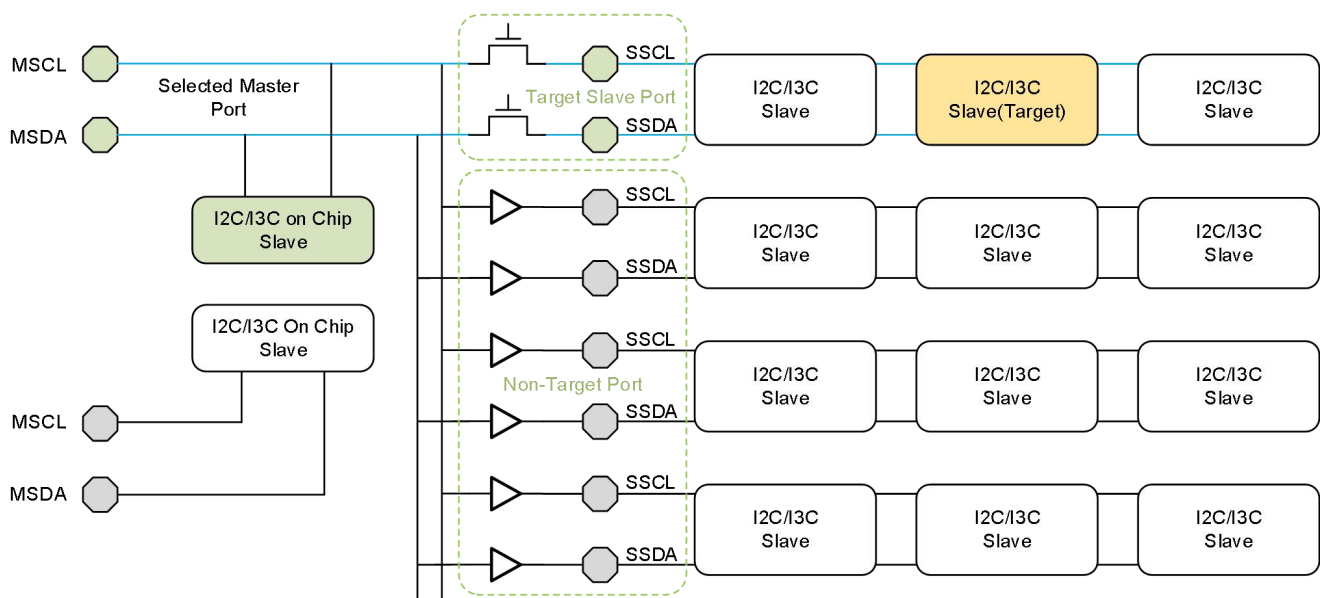 MSCL
MSDA
Selected Master
Port
I2C/I3C on Chip
Slave
I2C/I3C On Chip
Slave
MSCL
MSDA
SSCL
Target Slave Port
SSDA
I2C/I3C
Slave
I2C/I3C
Slave(Target)
I2C/I3C
Slave
SSCL
SSDA
I2C/I3C
Slave
I2C/I3C
Slave
I2C/I3C
Slave
SSCL
Non-Target Port
SSDA
I2C/I3C
Slave
I2C/I3C
Slave
I2C/I3C
Slave
SSCL
SSDA
I2C/I3C
Slave
I2C/I3C
Slave
I2C/I3C
Slave